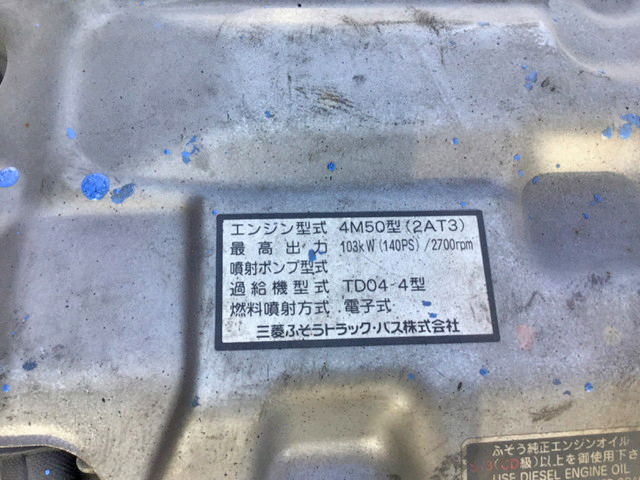 エンジン型式 4M50型(2AT3)
最高出力 103kW(140PS)/2700rpm
噴射ポンプ型式
過給機型式 TD04-4型
燃料噴射方式 電子式
三菱ふそうトラック・バス株式会社
ふそう純正エンジンオイル
(CD級)以上を御使用下さ
USE DIESEL ENGINE OIL